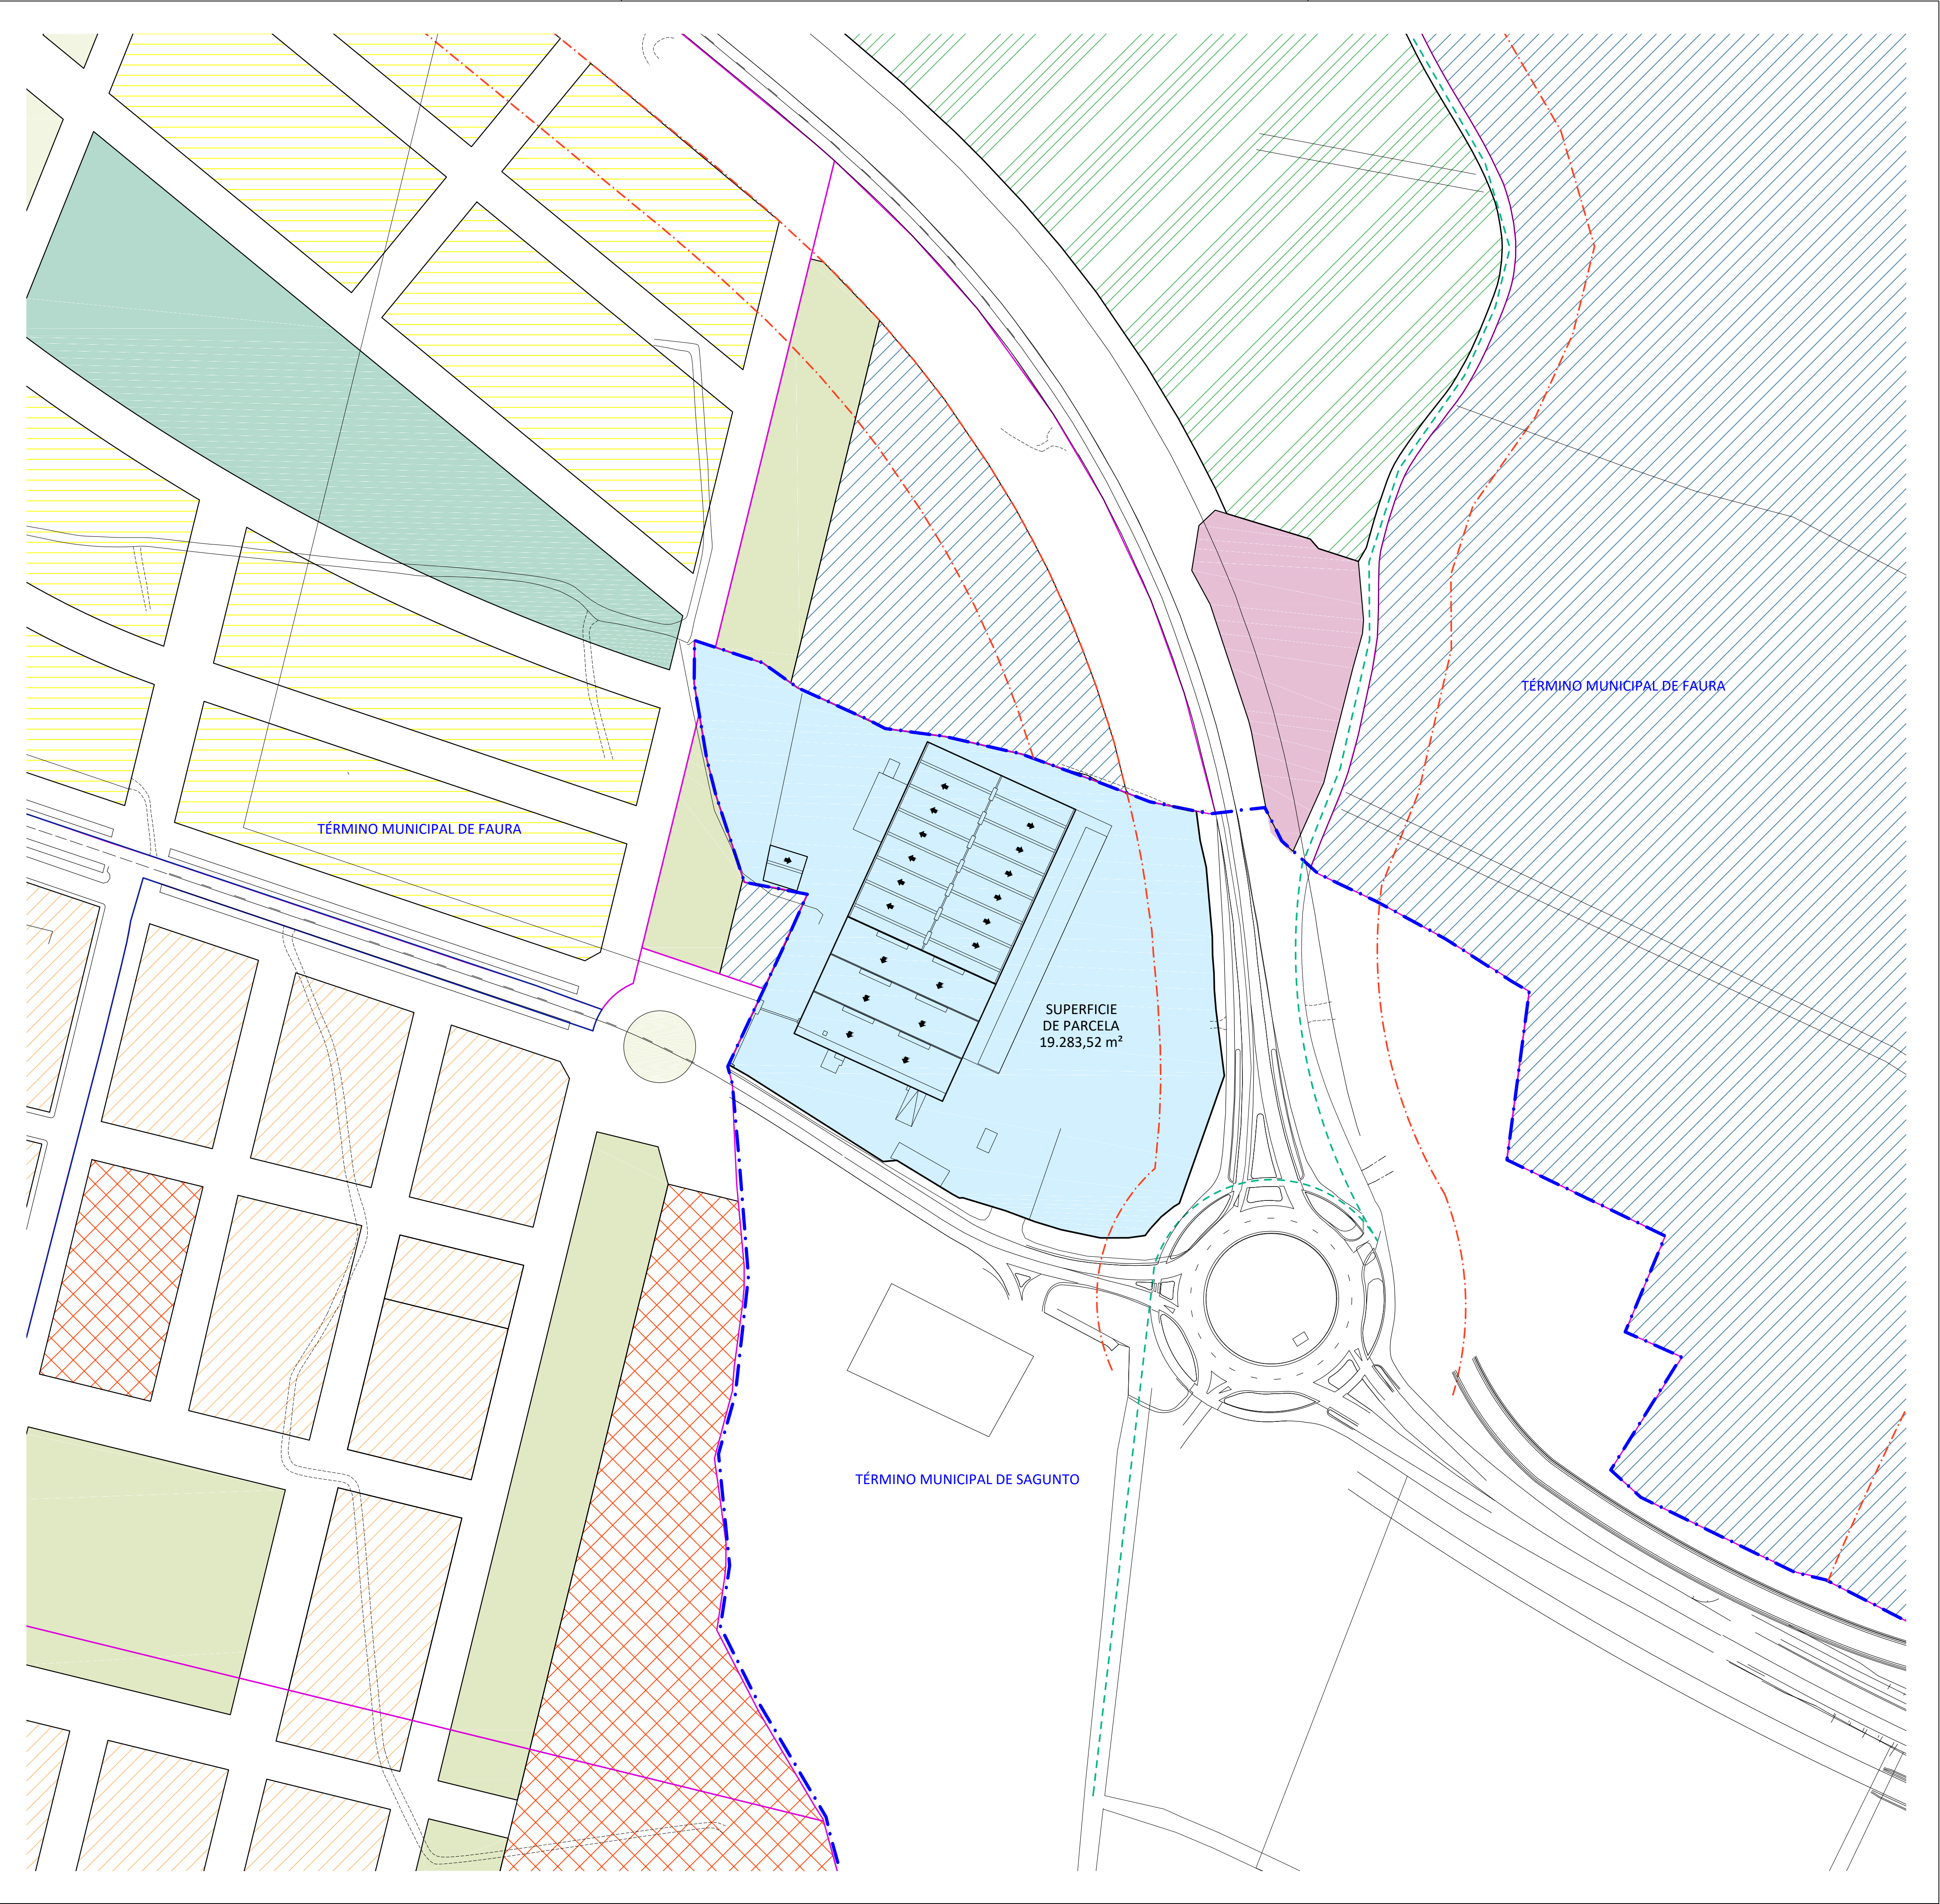 TÉRMINO MUNICIPAL DE FAURA
TÉRMINO MUNICIPAL DE FAURA
SUPERFICIE
DE PARCELA
19.283,52 m²
TÉRMINO MUNICIPAL DE SAGUNTO